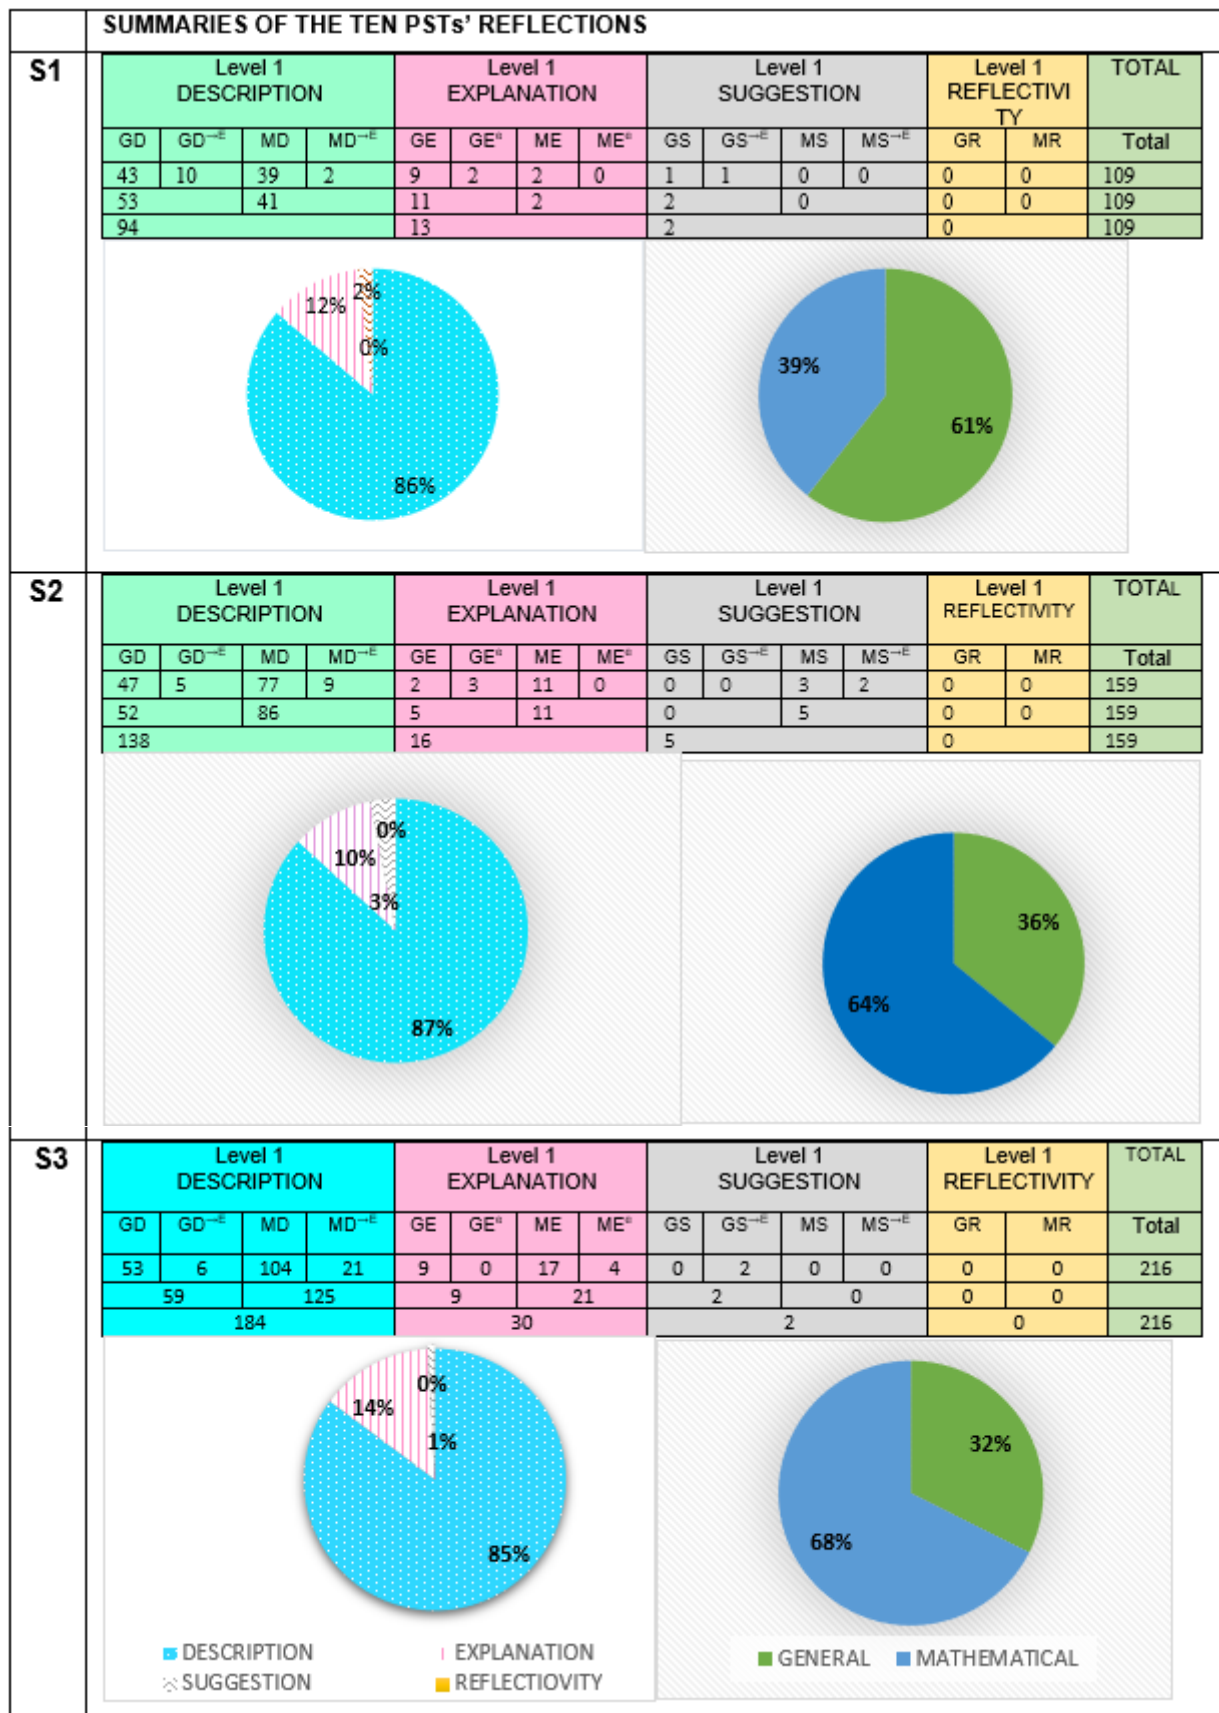 SUMMARIES OF THE TEN PSTs' REFLECTIONS
S1
Level 1 DESCRIPTION Level 1 EXPLANATION Level 1 SUGGESTION Level 1 REFLECTIVI TY TOTAL
GD GD→E MD MD→E GE GEᵅ ME MEᵅ GS GS→E MS MS→E GR MR Total
43 10 39 2 9 2 2 0 1 1 0 0 0 0 109
53 41 11 2 2 0 0 0 109
94 13 2 0 109
12% 2% 0% 86%
39% 61%
S2
Level 1 DESCRIPTION Level 1 EXPLANATION Level 1 SUGGESTION Level 1 REFLECTIVITY TOTAL
GD GD→E MD MD→E GE GEᵅ ME MEᵅ GS GS→E MS MS→E GR MR Total
47 5 77 9 2 3 11 0 0 0 3 2 0 0 159
52 86 5 11 0 5 0 0 159
138 16 5 0 159
0% 10% 3% 87%
36% 64%
S3
Level 1 DESCRIPTION Level 1 EXPLANATION Level 1 SUGGESTION Level 1 REFLECTIVITY TOTAL
GD GD→E MD MD→E GE GEᵅ ME MEᵅ GS GS→E MS MS→E GR MR Total
53 6 104 21 9 0 17 4 0 2 0 0 0 0 216
59 125 9 21 2 0 0 0
184 30 2 0 216
0% 14% 1% 85%
32% 68%
DESCRIPTION EXPLANATION
SUGGESTION REFLECTIOVITY
GENERAL MATHEMATICAL